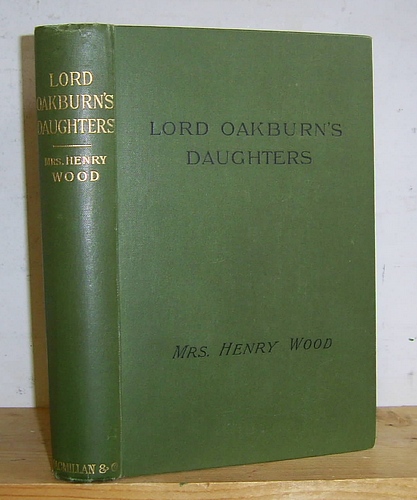 LORD
OAKBURN'S
DAUGHTERS
MRS. HENRY
WOOD
MACMILLAN & Co
LORD OAKBURN'S
DAUGHTERS
MRS. HENRY WOOD